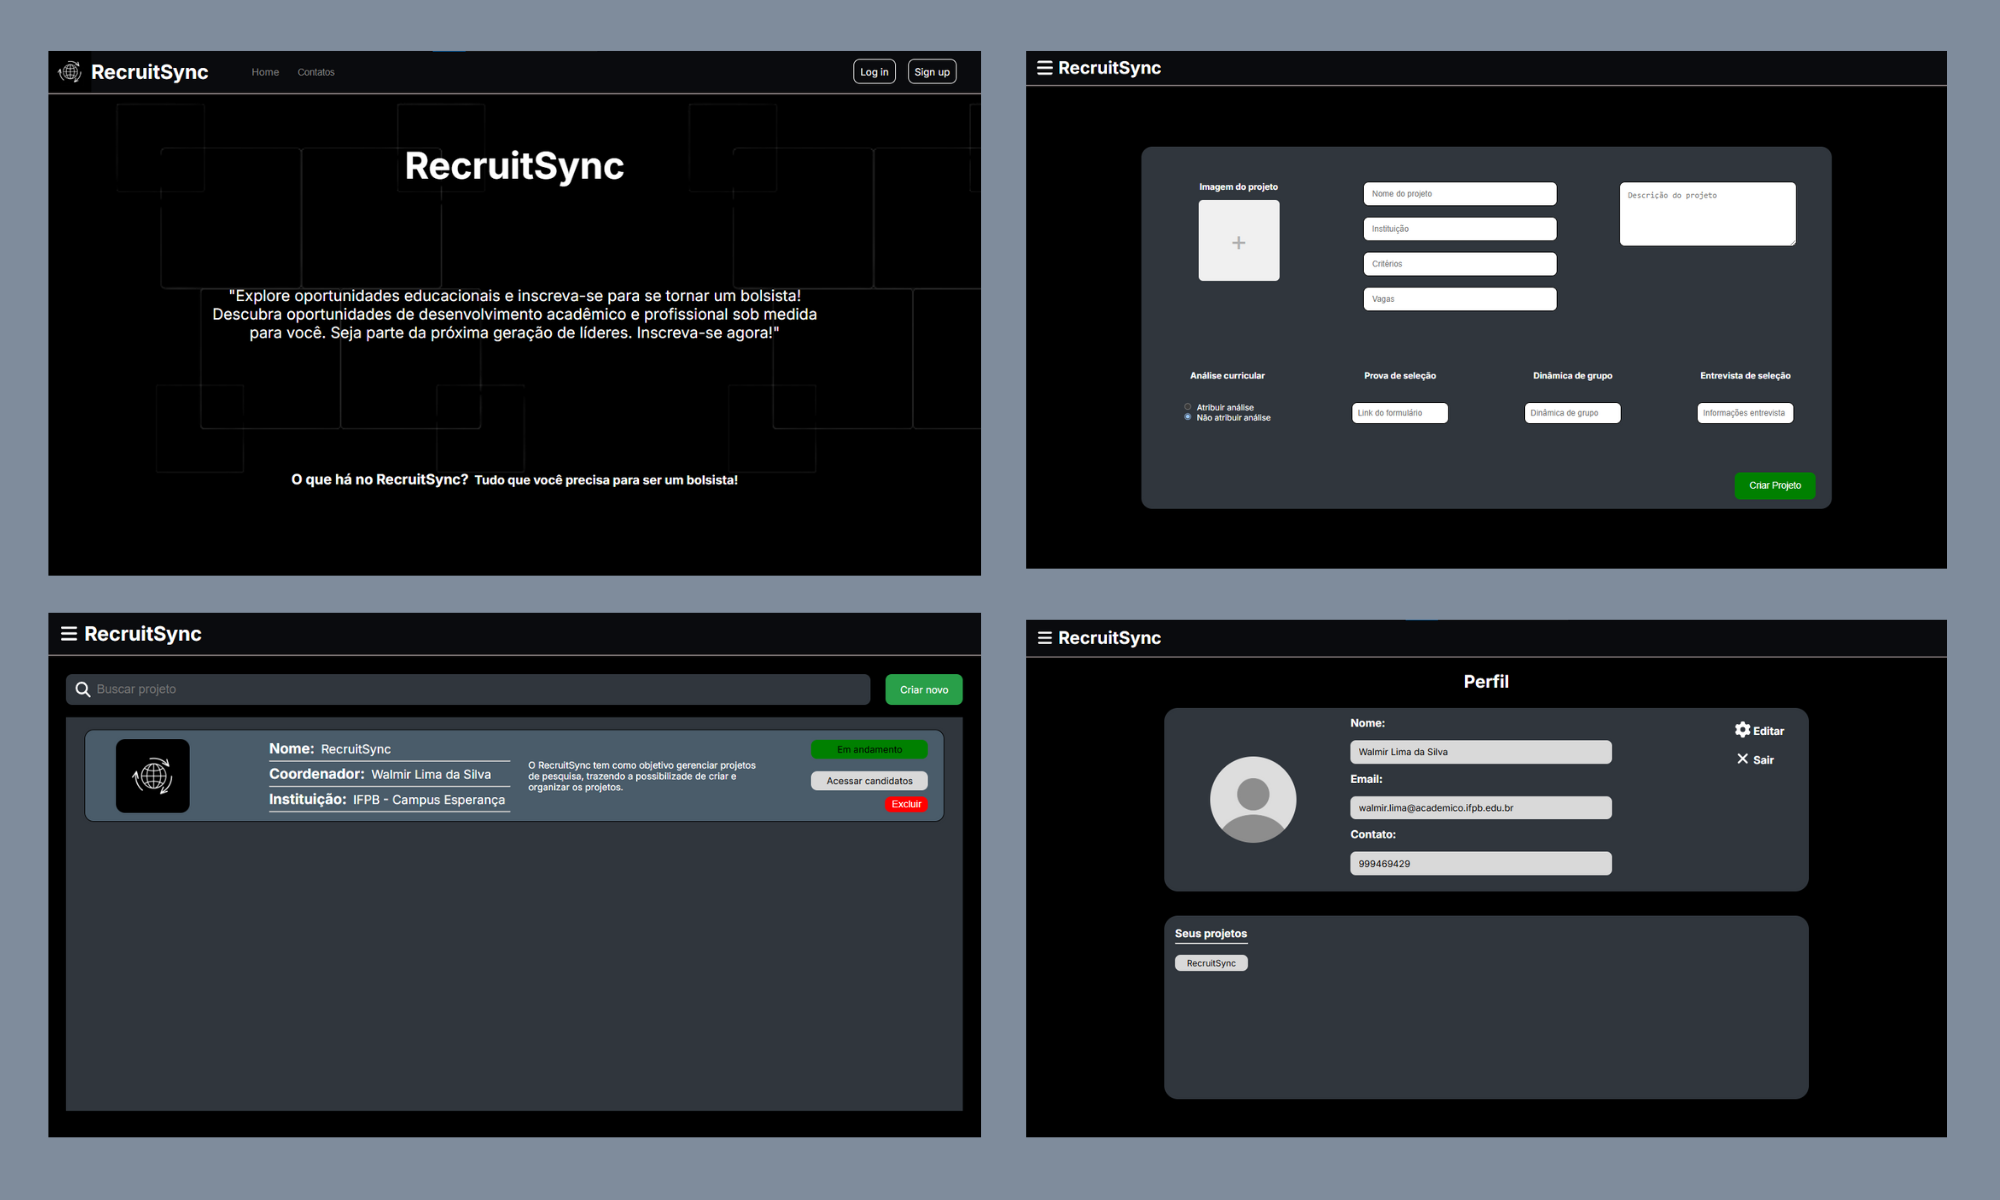 RecruitSync
Home
Contatos
Log in
Sign up
RecruitSync
"Explore oportunidades educacionais e inscreva-se para se tornar um bolsista!
Descubra oportunidades de desenvolvimento acadêmico e profissional sob medida
para você. Seja parte da próxima geração de líderes. Inscreva-se agora!"
O que há no RecruitSync? Tudo que você precisa para ser um bolsista!
RecruitSync
Imagem do projeto
+
Nome do projeto
Instituição
Critérios
Vagas
Descrição do projeto
Análise curricular
Atribuir análise
Não atribuir análise
Prova de seleção
Link do formulário
Dinâmica de grupo
Dinâmica de grupo
Entrevista de seleção
Informações entrevista
Criar Projeto
RecruitSync
Buscar projeto
Criar novo
Nome: RecruitSync
Coordenador: Walmir Lima da Silva
Instituição: IFPB - Campus Esperança
O RecruitSync tem como objetivo gerenciar projetos
de pesquisa, trazendo a possibilizade de criar e
organizar os projetos.
Em andamento
Acessar candidatos
Excluir
RecruitSync
Perfil
Nome:
Walmir Lima da Silva
Email:
walmir.lima@academico.ifpb.edu.br
Contato:
999469429
Editar
Sair
Seus projetos
RecruitSync